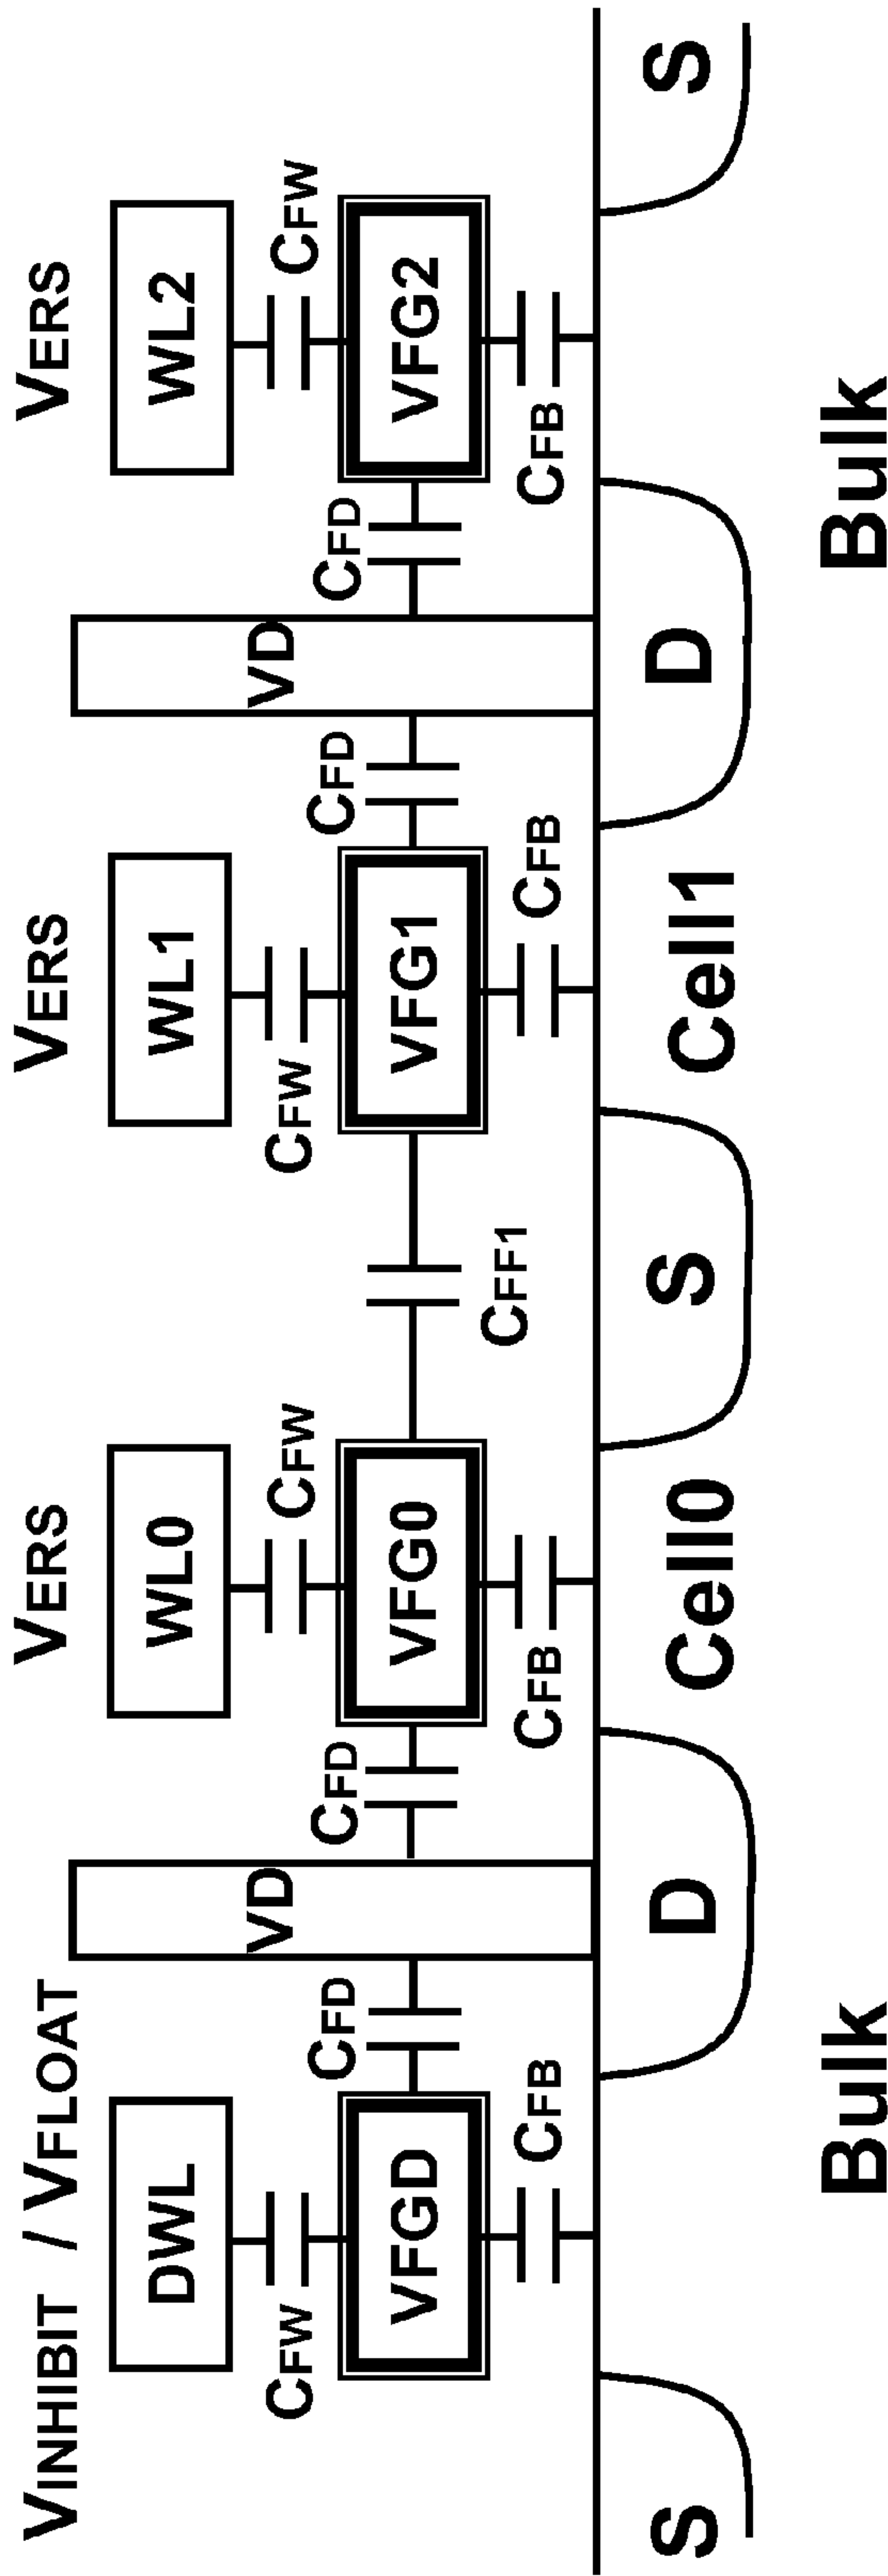 VINHIBIT / VFLOAT VERS VERS VERS
DWL WL0 WL1 WL2
VD VD
CFW CFW CFW CFW
CFD CFD CFD CFD
VFGD VFG0 VFG1 VFG2
CFF1
CFB CFB CFB CFB
S D S D S
Cell0 Cell1
Bulk Bulk